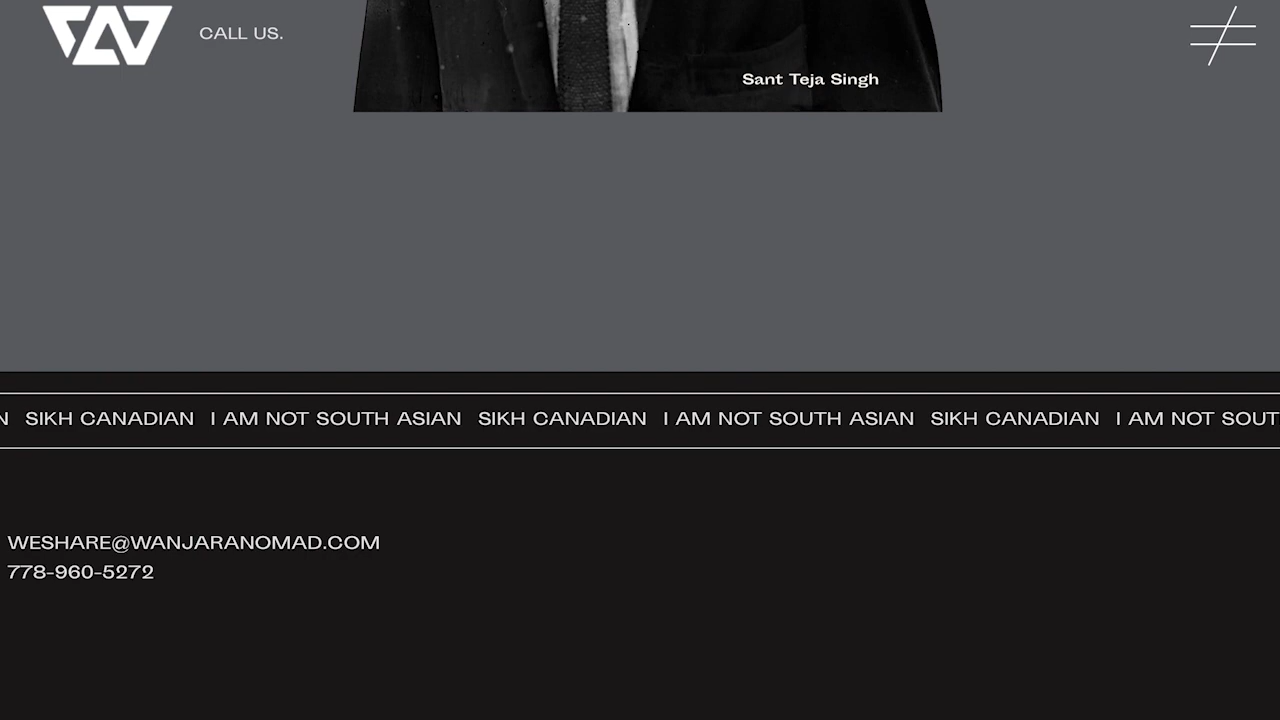 CALL US.
Sant Teja Singh
N SIKH CANADIAN I AM NOT SOUTH ASIAN SIKH CANADIAN I AM NOT SOUTH ASIAN SIKH CANADIAN I AM NOT SOUT
WESHARE@WANJARANOMAD.COM
778-960-5272